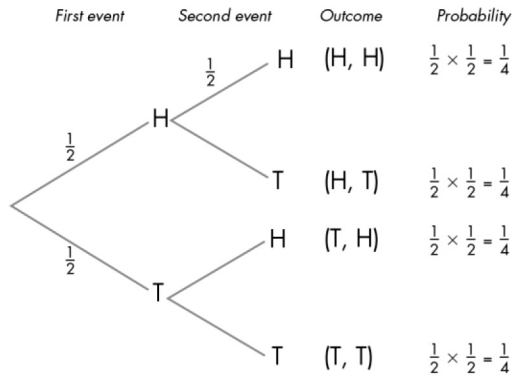 First event Second event Outcome Probability
1/2 H (H, H) 1/2 × 1/2 = 1/4
1/2 H
T (H, T) 1/2 × 1/2 = 1/4
H (T, H) 1/2 × 1/2 = 1/4
1/2 T
T (T, T) 1/2 × 1/2 = 1/4